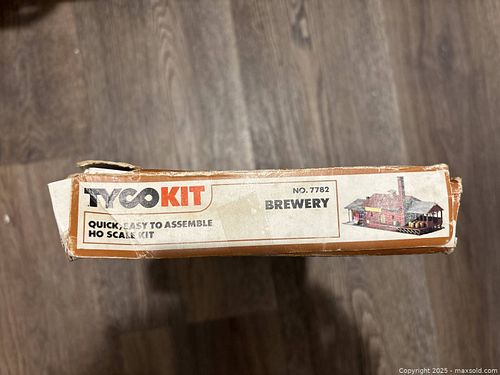 TYCOKIT
NO. 7782
BREWERY
QUICK, EASY TO ASSEMBLE
HO SCALE KIT
Copyright © 2025 - maxsold.com